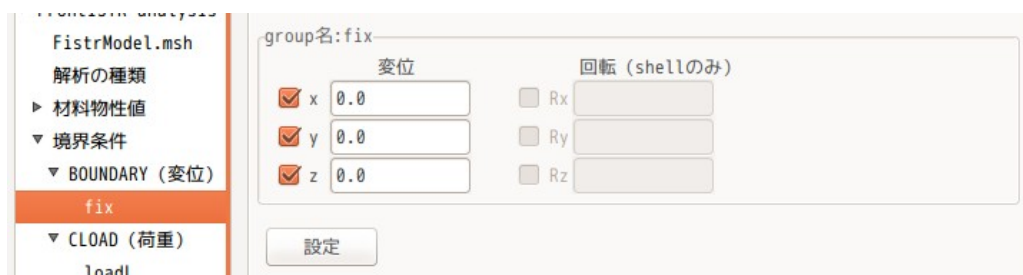 FistrModel.msh
解析の種類
材料物性値
境界条件
BOUNDARY (変位)
fix
CLOAD (荷重)
group名:fix
変位
回転 (shellのみ)
x 0.0
Rx
y 0.0
Ry
z 0.0
Rz
設定